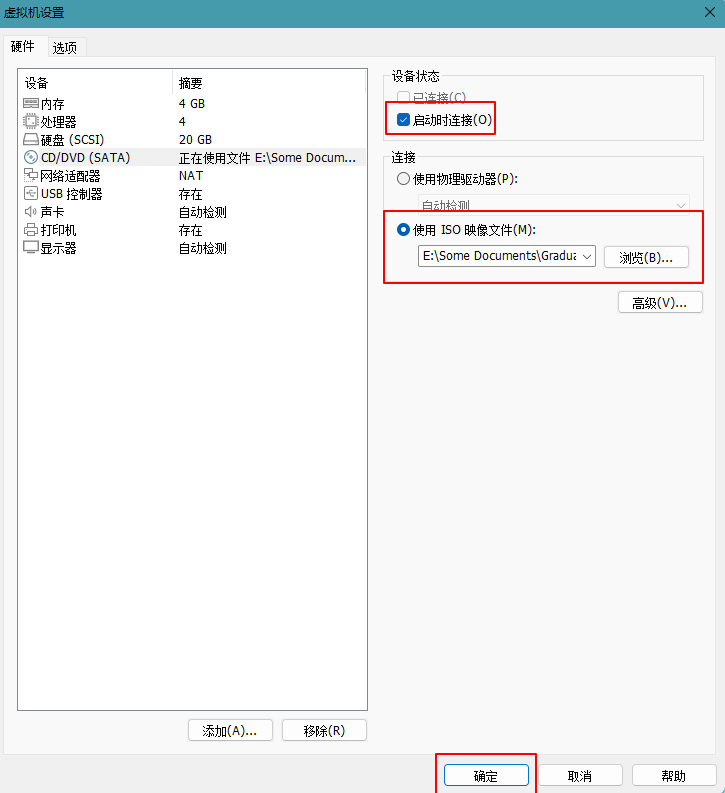 虚拟机设置
硬件 选项
设备 摘要
内存 4 GB
处理器 4
硬盘 (SCSI) 20 GB
CD/DVD (SATA) 正在使用文件 E:\Some Docum...
网络适配器 NAT
USB 控制器 存在
声卡 自动检测
打印机 存在
显示器 自动检测
添加(A)... 移除(R)
设备状态
已连接(C)
启动时连接(O)
连接
使用物理驱动器(P):
自动检测
使用 ISO 映像文件(M):
E:\Some Documents\Gradua 浏览(B)...
高级(V)...
确定 取消 帮助